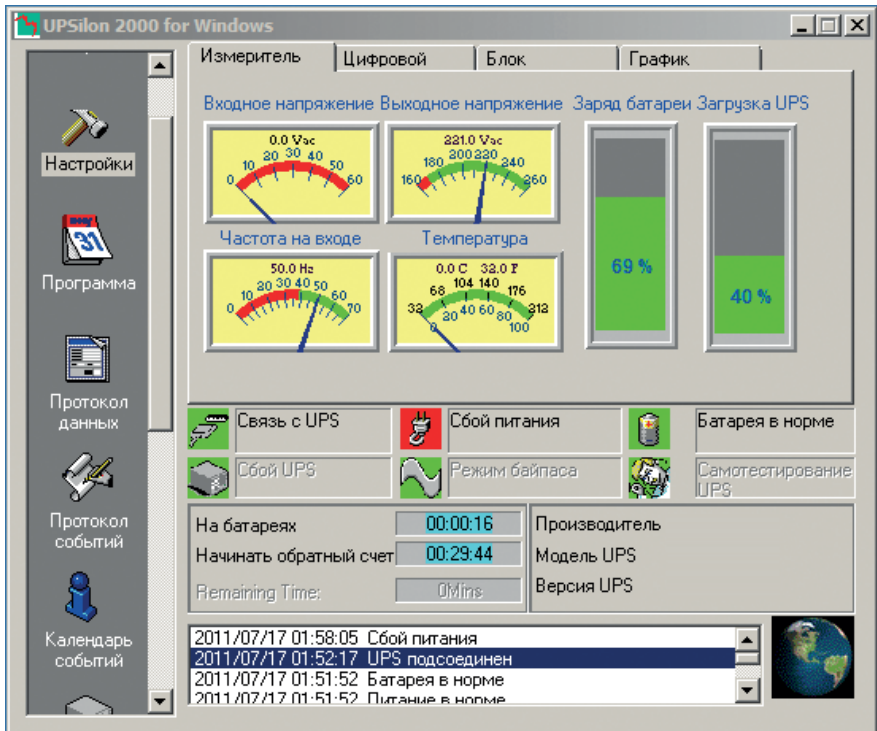 UPSilon 2000 for Windows
Настройки
Программа
Протокол
данных
Протокол
событий
Календарь
событий
Измеритель
Цифровой
Блок
График
Входное напряжение
Выходное напряжение
Заряд батареи
Загрузка UPS
0.0 Vac
0 10 20 30 40 50 60
221.0 Vac
160 180 200 220 240 260
Частота на входе
Температура
50.0 Hz
0 10 20 30 40 50 60 70
0.0 C 32.0 F
32 68 104 140 176 212
0 20 40 60 80 100
69 %
40 %
Связь с UPS
Сбой питания
Батарея в норме
Сбой UPS
Режим байпаса
Самотестирование
UPS
На батареях 00:00:16
Начинать обратный счет 00:29:44
Remaining Time: 0Mins
Производитель
Модель UPS
Версия UPS
2011/07/17 01:58:05 Сбой питания
2011/07/17 01:52:17 UPS подсоединен
2011/07/17 01:51:52 Батарея в норме
2011/07/17 01:51:52 Питание в норме